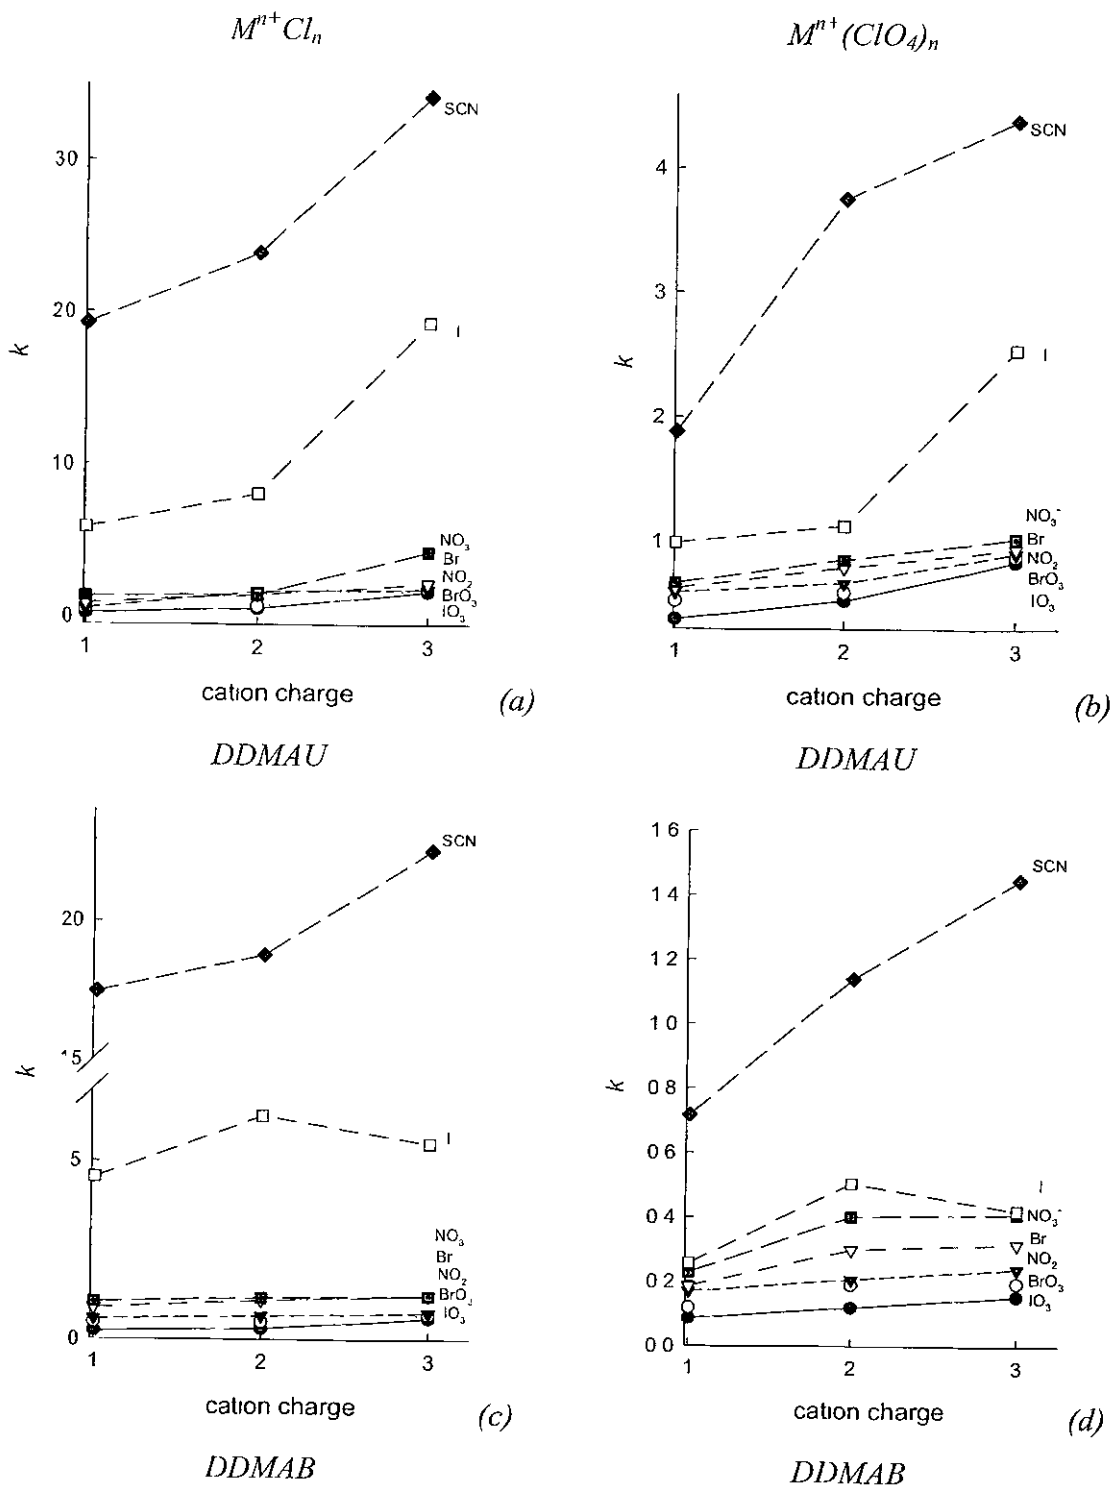 Mⁿ⁺Clₙ
Mⁿ⁺(ClO₄)ₙ
SCN
30
20
I
k
10
NO₃
Br
NO₂
BrO₃
IO₃
0
1 2 3
cation charge
(a)
DDMAU
SCN
4
3
k
I
2
NO₃⁻
1
Br
NO₂
BrO₃
IO₃
1 2 3
cation charge
(b)
DDMAU
SCN
20
15
k
I
5
NO₃
Br
NO₂
BrO₃
IO₃
0
1 2 3
cation charge
(c)
DDMAB
1 6
SCN
1 4
1 2
1 0
k
0 8
0 6
I
0 4
NO₃⁻
Br
NO₂
0 2
BrO₃
IO₃
0 0
1 2 3
cation charge
(d)
DDMAB